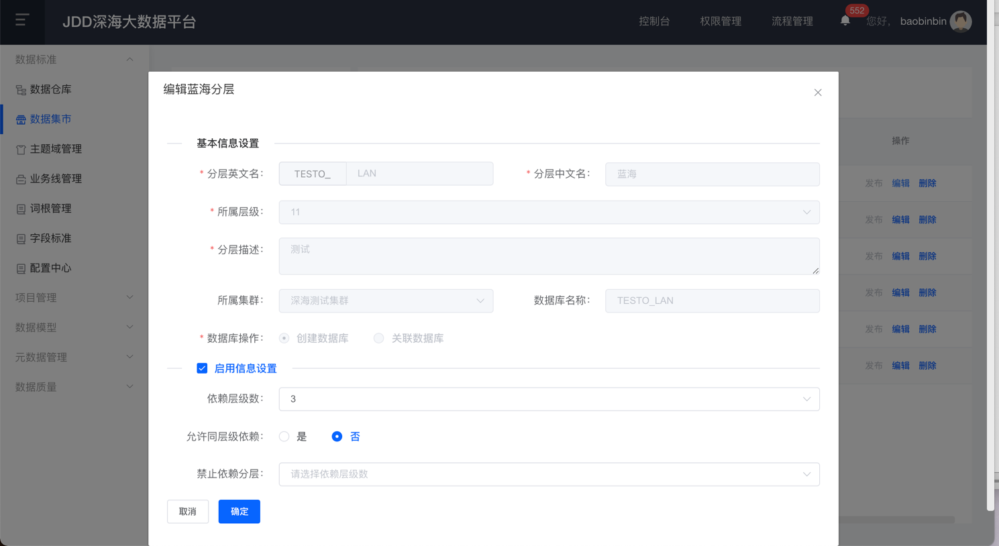 JDD深海大数据平台
控制台
权限管理
流程管理
552
您好,
baobinbin
数据标准
数据仓库
数据集市
主题域管理
业务线管理
词根管理
字段标准
配置中心
项目管理
数据模型
元数据管理
数据质量
编辑蓝海分层
基本信息设置
* 分层英文名: TESTO_ LAN
* 分层中文名: 蓝海
* 所属层级: 11
* 分层描述: 测试
所属集群: 深海测试集群
数据库名称: TESTO_LAN
* 数据库操作: 创建数据库 关联数据库
启用信息设置
依赖层级数: 3
允许同层级依赖: 是 否
禁止依赖分层: 请选择依赖层级数
取消 确定
操作
发布 编辑 删除
发布 编辑 删除
发布 编辑 删除
发布 编辑 删除
发布 编辑 删除
发布 编辑 删除